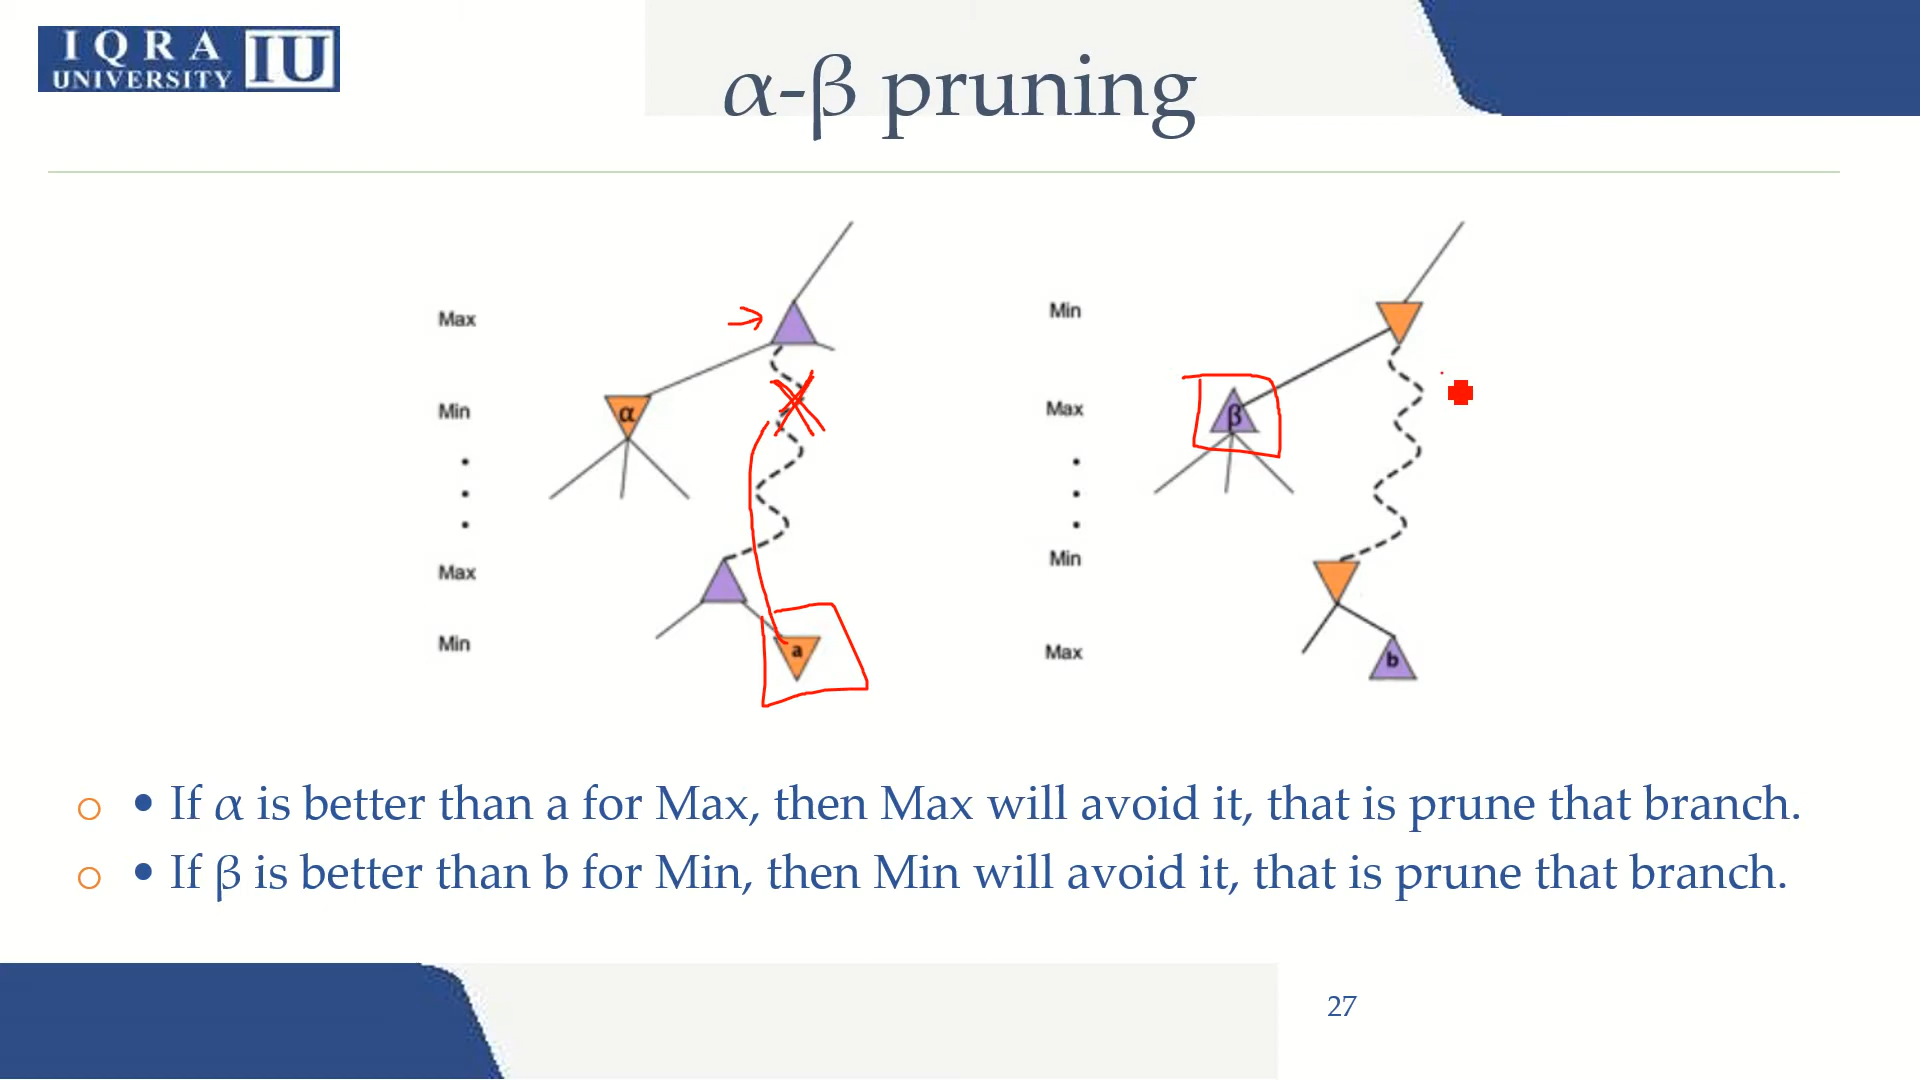 IQRA
UNIVERSITY IU
α-β pruning
Max
Min
α
Max
Min
a
Min
Max
β
Min
Max
b
• If α is better than a for Max, then Max will avoid it, that is prune that branch.
• If β is better than b for Min, then Min will avoid it, that is prune that branch.
27